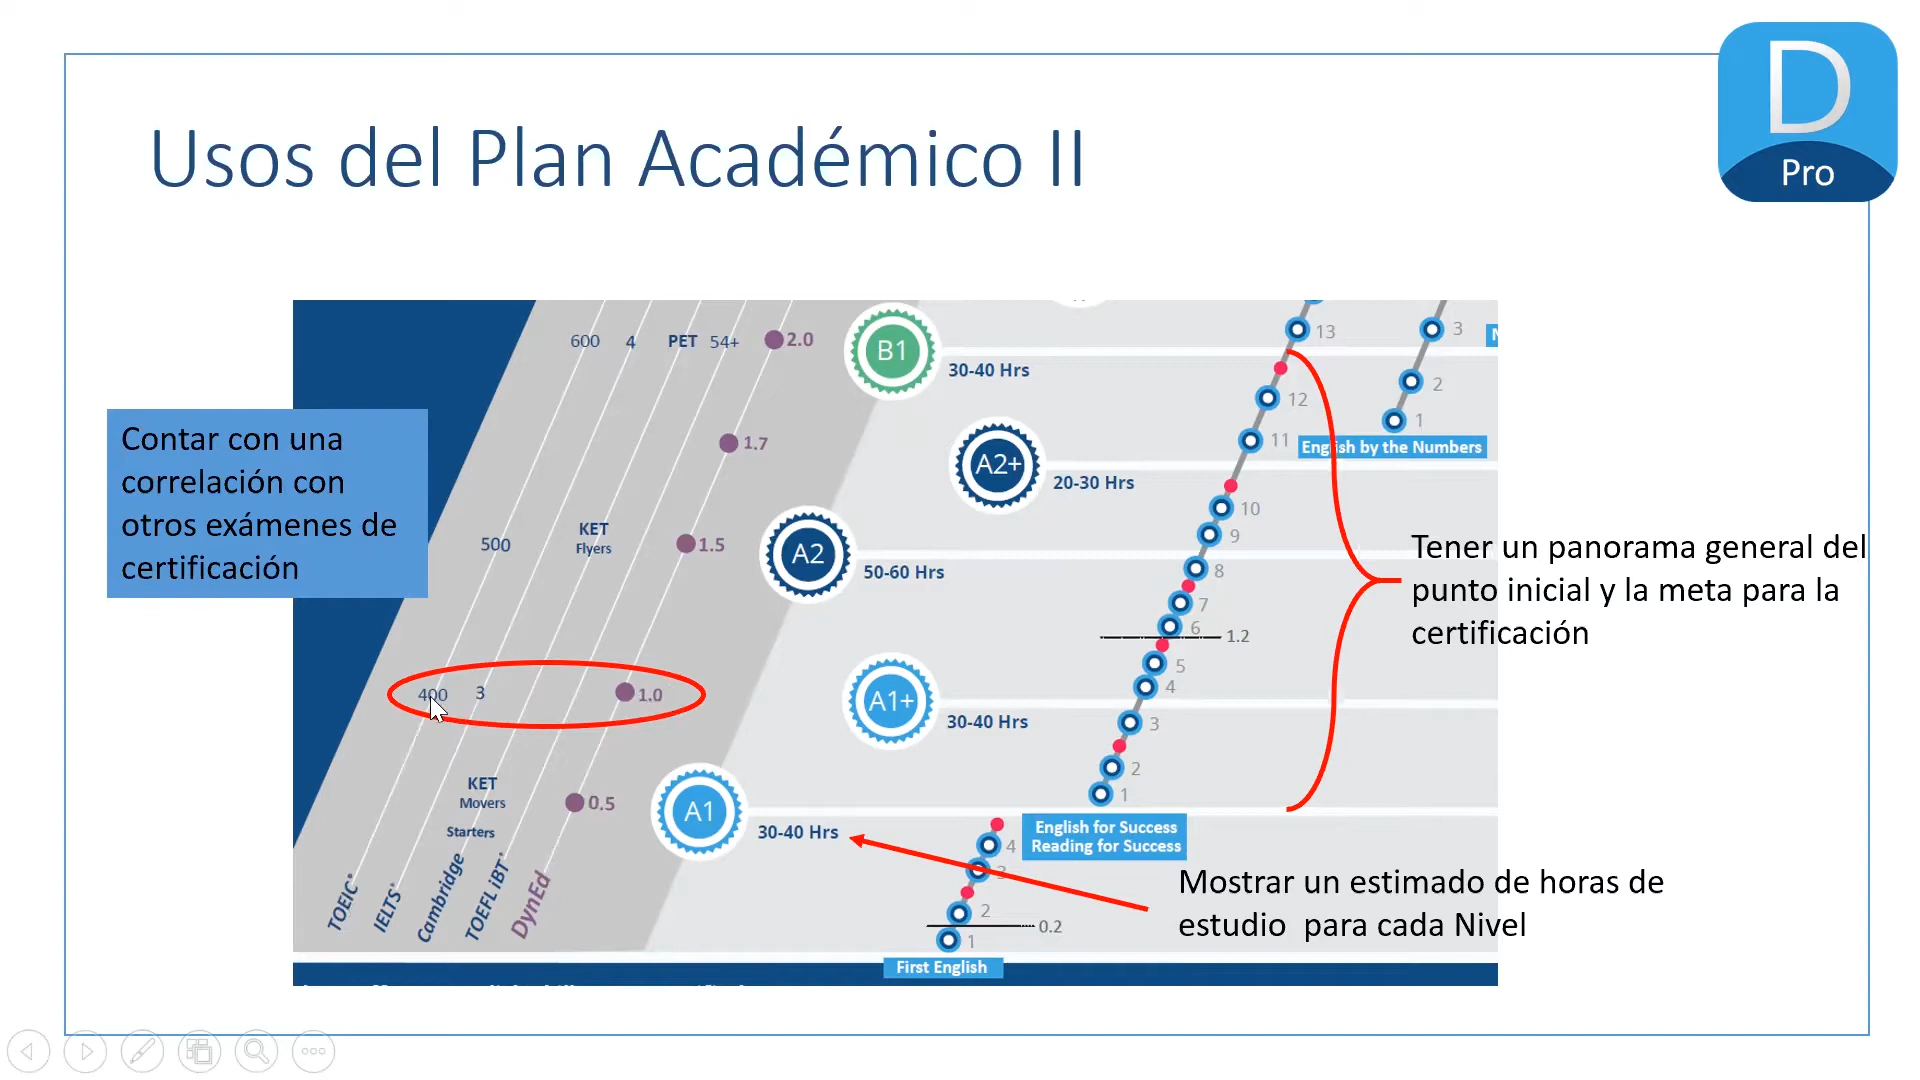 D
Pro
Usos del Plan Académico II
Contar con una
correlación con
otros exámenes de
certificación
600 4 PET 54+ 2.0
B1
30-40 Hrs
1.7
A2+
20-30 Hrs
500 KET
Flyers
1.5
A2
50-60 Hrs
400 3 1.0
A1+
30-40 Hrs
KET
Movers
0.5
Starters
A1
30-40 Hrs
TOEIC®
IELTS®
Cambridge
TOEFL iBT®
DynEd
13
12
11
10
9
8
7
6
1.2
5
4
3
2
1
English for Success
Reading for Success
3
2
1
English by the Numbers
4
3
2
0.2
1
First English
Tener un panorama general del
punto inicial y la meta para la
certificación
Mostrar un estimado de horas de
estudio para cada Nivel